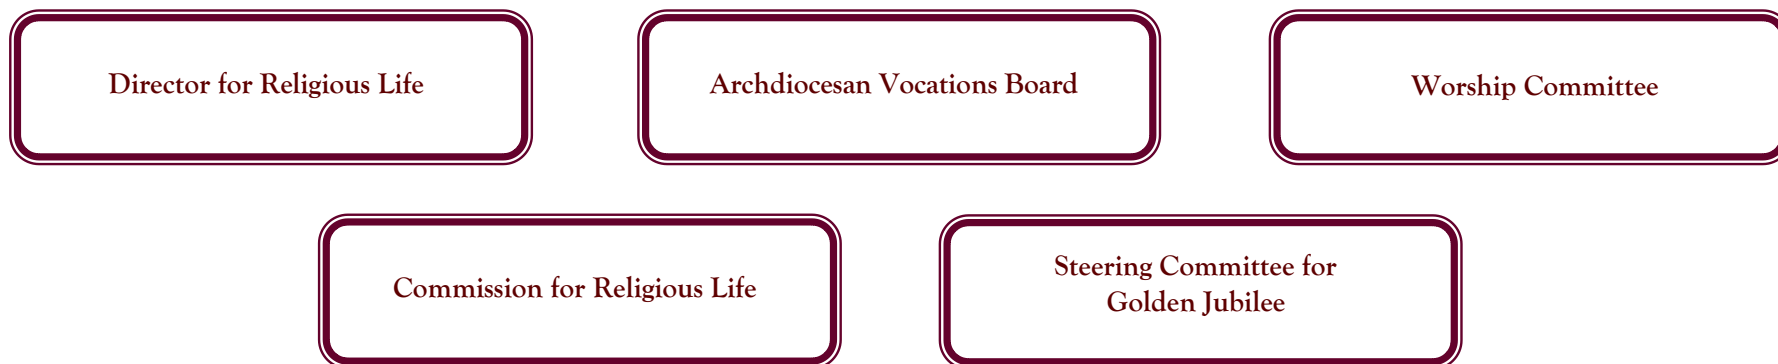 Director for Religious Life
Archdiocesan Vocations Board
Worship Committee
Commission for Religious Life
Steering Committee for
Golden Jubilee